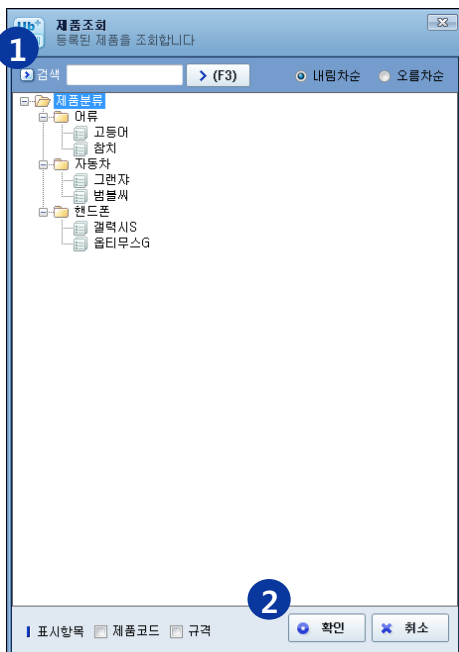 Ub+ 제품조회
등록된 제품을 조회합니다
1
검색 > (F3) 내림차순 오름차순
제품분류
어류
고등어
참치
자동차
그랜쟈
범블씨
핸드폰
갤럭시S
옵티무스G
2
표시항목 제품코드 규격 확인 취소